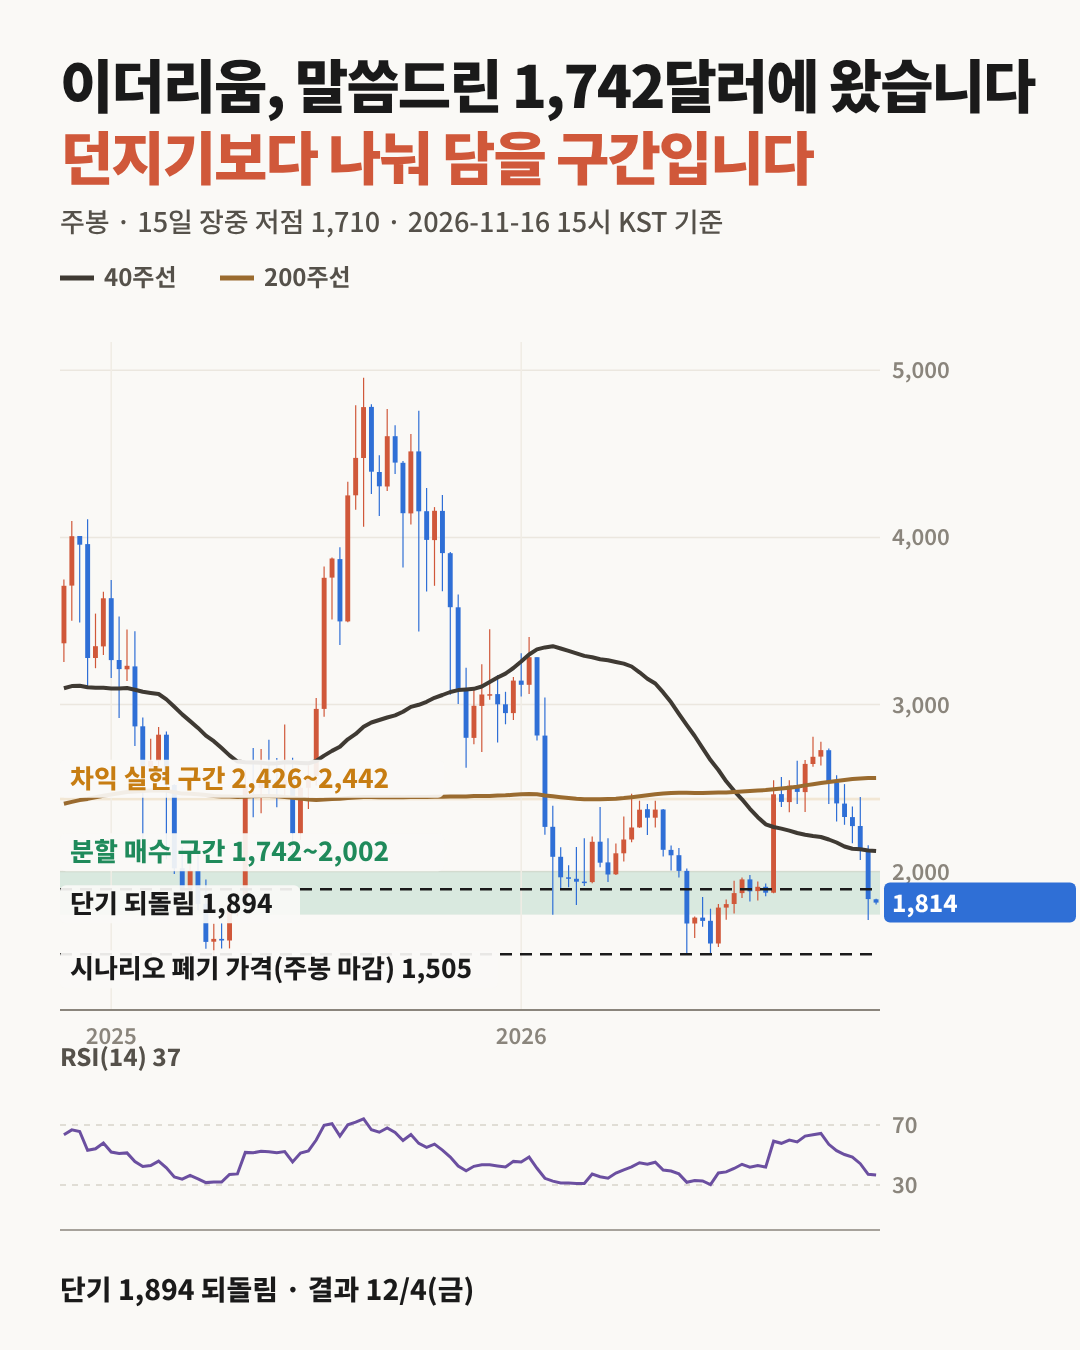 이더리움, 말씀드린 1,742달러에 왔습니다
던지기보다 나눠 담을 구간입니다
주봉 · 15일 장중 저점 1,710 · 2026-11-16 15시 KST 기준
40주선 200주선
5,000
4,000
3,000
차익 실현 구간 2,426~2,442
분할 매수 구간 1,742~2,002
2,000
단기 되돌림 1,894
1,814
시나리오 폐기 가격(주봉 마감) 1,505
2025 2026
RSI(14) 37
70
30
단기 1,894 되돌림 · 결과 12/4(금)